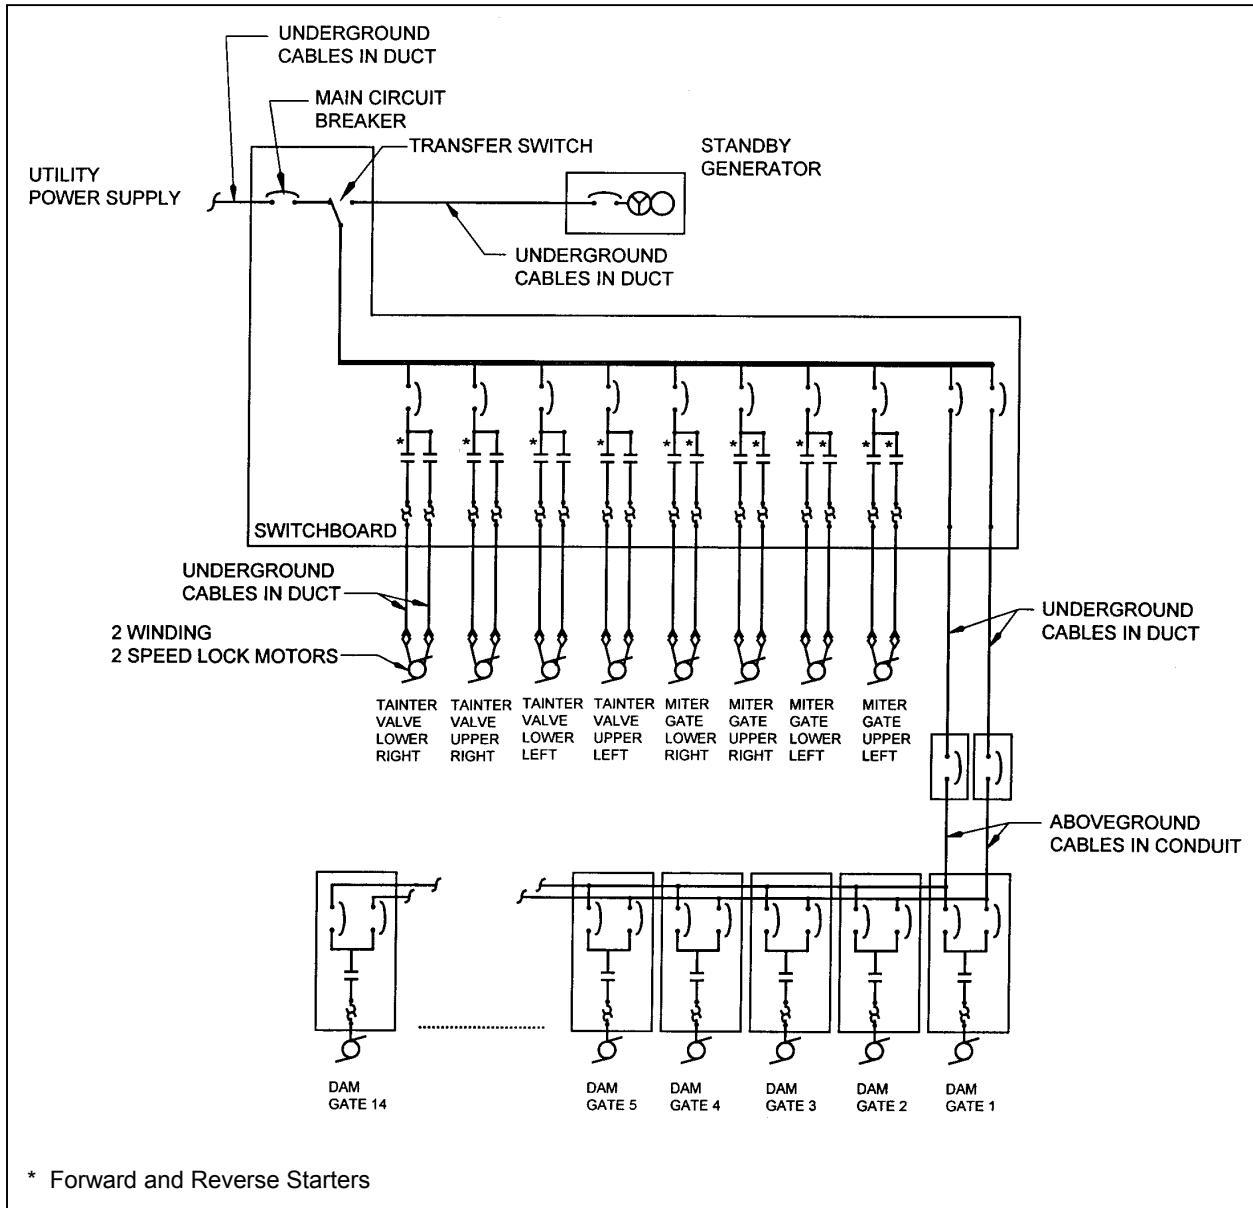 UNDERGROUND
CABLES IN DUCT
MAIN CIRCUIT
BREAKER
TRANSFER SWITCH
STANDBY
GENERATOR
UTILITY
POWER SUPPLY
UNDERGROUND
CABLES IN DUCT
* * * * * * * * * * * *
SWITCHBOARD
UNDERGROUND
CABLES IN DUCT
2 WINDING
2 SPEED LOCK MOTORS
UNDERGROUND
CABLES IN DUCT
TAINTER
VALVE
LOWER
RIGHT
TAINTER
VALVE
UPPER
RIGHT
TAINTER
VALVE
LOWER
LEFT
TAINTER
VALVE
UPPER
LEFT
MITER
GATE
LOWER
RIGHT
MITER
GATE
UPPER
RIGHT
MITER
GATE
LOWER
LEFT
MITER
GATE
UPPER
LEFT
ABOVEGROUND
CABLES IN CONDUIT
DAM
GATE 14
DAM
GATE 5
DAM
GATE 4
DAM
GATE 3
DAM
GATE 2
DAM
GATE 1
* Forward and Reverse Starters